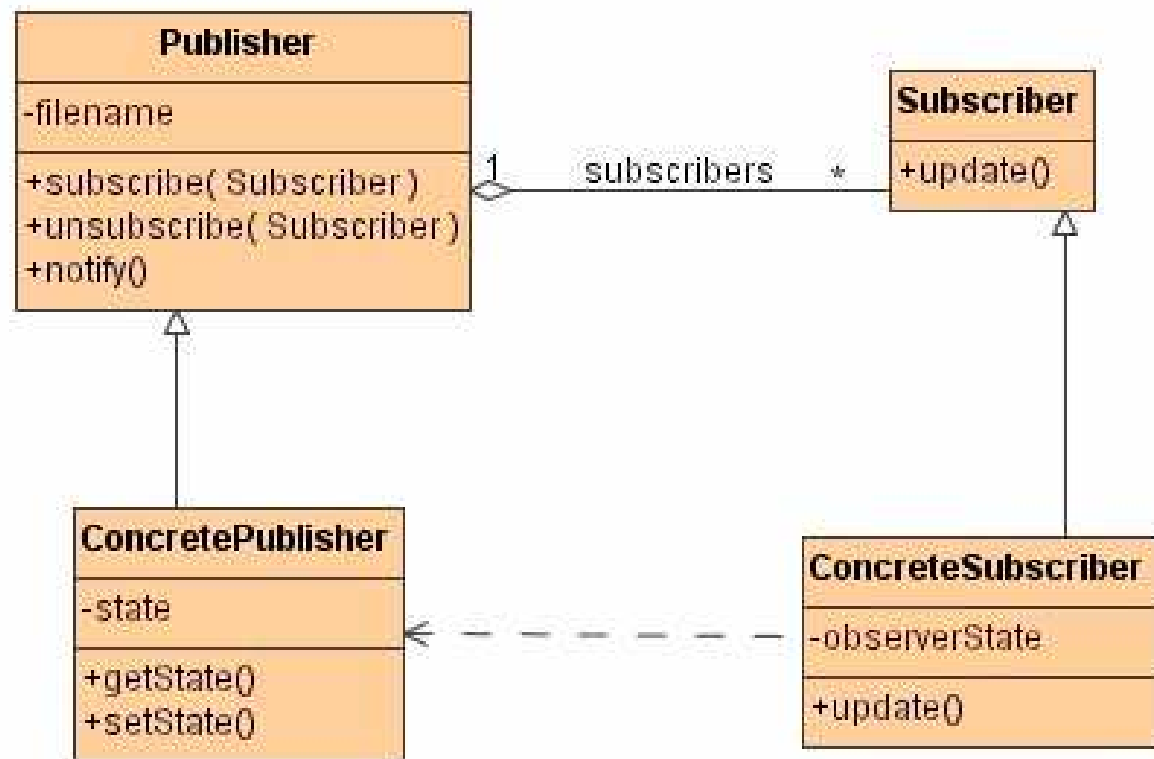 Publisher
-filename
+subscribe( Subscriber )
+unsubscribe( Subscriber )
+notify()
1
subscribers
*
Subscriber
+update()
ConcretePublisher
-state
+getState()
+setState()
ConcreteSubscriber
-observerState
+update()